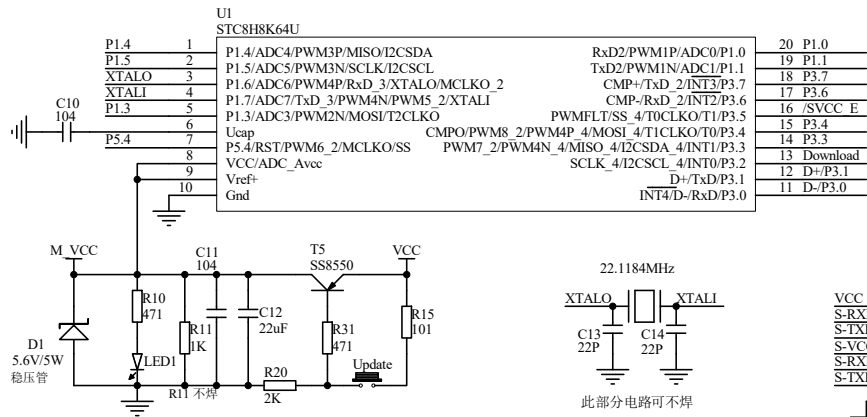 U1
STC8H8K64U
P1.4 1 P1.4/ADC4/PWM3P/MISO/I2CSDA RxD2/PWM1P/ADC0/P1.0 20 P1.0
P1.5 2 P1.5/ADC5/PWM3N/SCLK/I2CSCL TxD2/PWM1N/ADC1/P1.1 19 P1.1
XTALO 3 P1.6/ADC6/PWM4P/RxD_3/XTALO/MCLKO_2 CMP+/TxD_2/INT3/P3.7 18 P3.7
XTALI 4 P1.7/ADC7/TxD_3/PWM4N/PWM5_2/XTALI CMP-/RxD_2/INT2/P3.6 17 P3.6
P1.3 5 P1.3/ADC3/PWM2N/MOSI/T2CLKO PWMFLT/SS_4/T0CLKO/T1/P3.5 16 /SVCC_E
C10
104
6 Ucap CMPO/PWM8_2/PWM4P_4/MOSI_4/T1CLKO/T0/P3.4 15 P3.4
P5.4 7 P5.4/RST/PWM6_2/MCLKO/SS PWM7_2/PWM4N_4/MISO_4/I2CSDA_4/INT1/P3.3 14 P3.3
8 VCC/ADC_Avcc SCLK_4/I2CSCL_4/INT0/P3.2 13 Download
9 Vref+ D+/TxD/P3.1 12 D+/P3.1
10 Gnd INT4/D-/RxD/P3.0 11 D-/P3.0
M_VCC
C11
104
T5
SS8550
VCC
R10
471
R11
1K
C12
22uF
R31
471
R15
101
D1
5.6V/5W
稳压管
LED1
R11 不焊
R20
2K
Update
22.1184MHz
XTALO XTALI
C13
22P
C14
22P
此部分电路可不焊
VCC